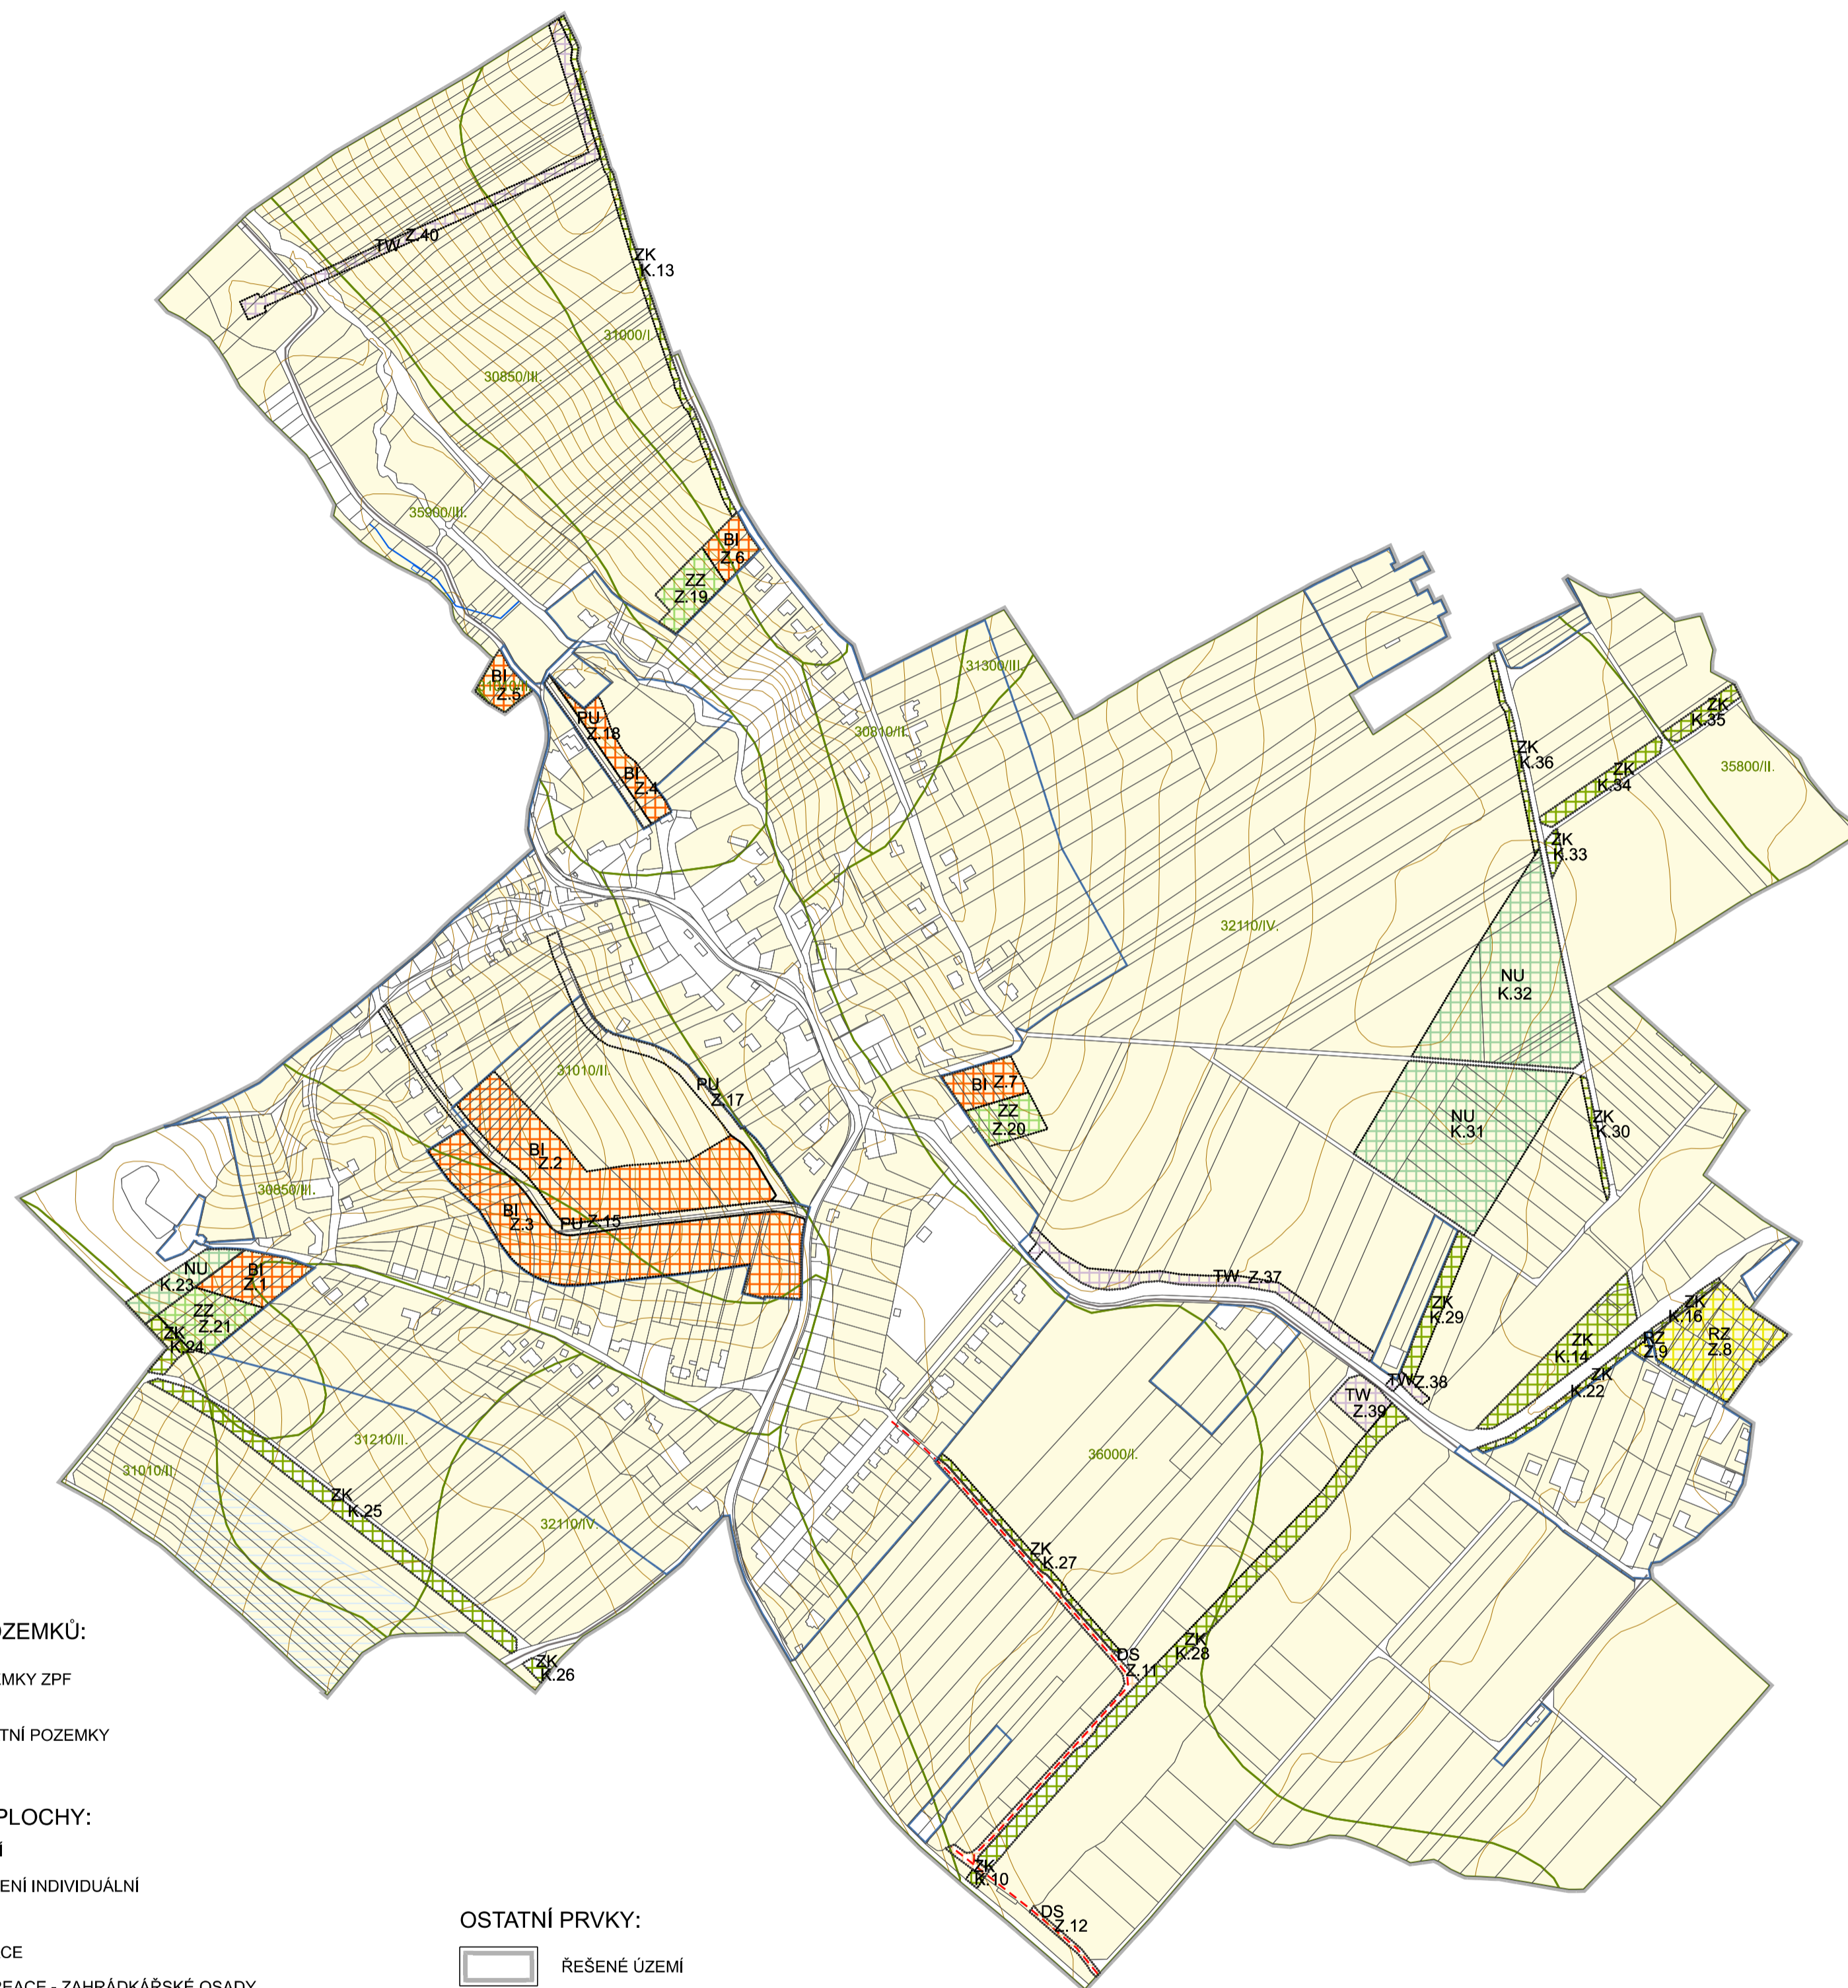 TW Z.40
ZK
K.13
31000/I.
30850/III.
35900/III.
BI
Z.6
ZZ
Z.19
BI
Z.5
31300/III.
PU
Z.18
30810/II.
BI
Z.4
ZK
K.35
ZK
K.36
35800/II.
ZK
K.34
ZK
K.33
32110/IV.
NU
K.32
31010/II.
BI Z.7
PU
Z.17
ZZ
Z.20
NU
K.31
ZK
K.30
BI
Z.2
30850/III.
BI
Z.3
PU Z.15
NU
K.23
BI
Z.1
TW Z.37
ZZ
Z.21
ZK
K.24
ZK
K.29
ZK
K.16
RZ
Z.9
RZ
Z.8
ZK
K.14
ZK
K.22
TW Z.38
TW
Z.39
31210/II.
36000/I.
31010/II.
ZK
K.25
32110/IV.
ZK
K.27
ZK
K.28
DS
Z.11
ZK
K.26
OZEMKŮ:
MKY ZPF
TNÍ POZEMKY
PLOCHY:
Í
ENÍ INDIVIDUÁLNÍ
ZK
K.10
DS
Z.12
OSTATNÍ PRVKY:
CE
ŘEŠENÉ ÚZEMÍ
REACE - ZAHRÁDKÁŘSKÉ OSADY